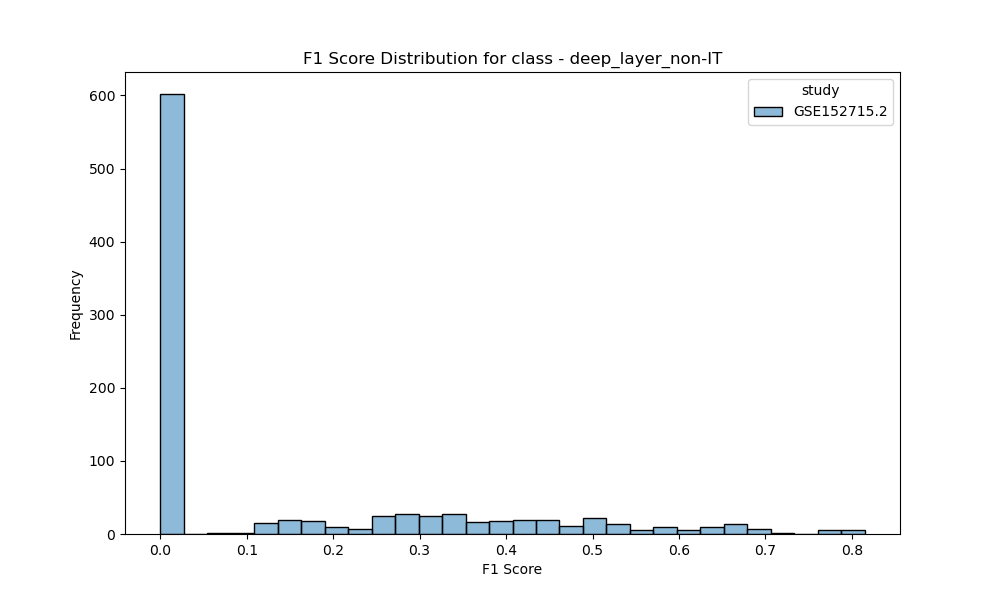 F1 Score Distribution for class - deep_layer_non-IT
study
GSE152715.2
600
500
400
300
200
100
0
Frequency
0.0 0.1 0.2 0.3 0.4 0.5 0.6 0.7 0.8
F1 Score